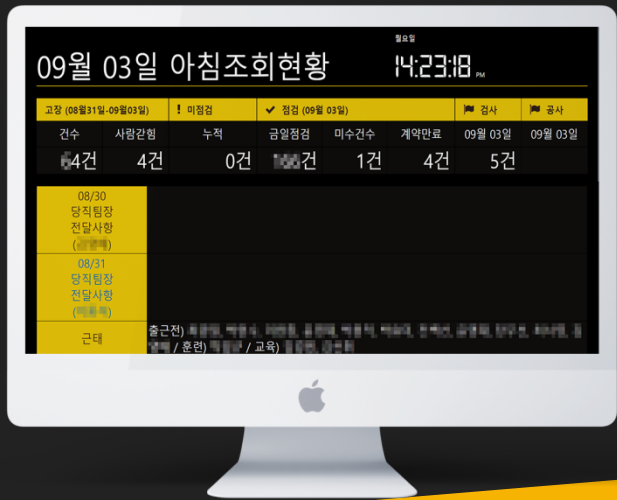 월요일
09월 03일 아침조회현황 14:23:18 PM
고장 (08월31일-09월03일) ! 미점검 ✔ 점검 (09월 03일) 검사 공사
건수 사람갇힘 누적 금일점검 미수건수 계약만료 09월 03일 09월 03일
4건 4건 0건 건 1건 4건 5건
08/30
당직팀장
전달사항
( )
08/31
당직팀장
전달사항
( )
근태
출근전)
/ 훈련) / 교육)